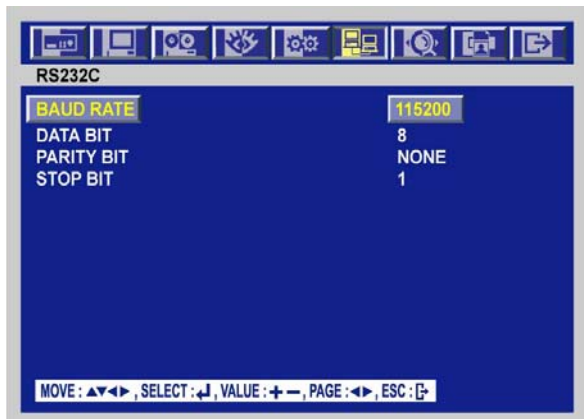 RS232C
BAUD RATE 115200
DATA BIT 8
PARITY BIT NONE
STOP BIT 1
MOVE : ▲▼◄► , SELECT : ↵ , VALUE : + — , PAGE : ◄► , ESC :